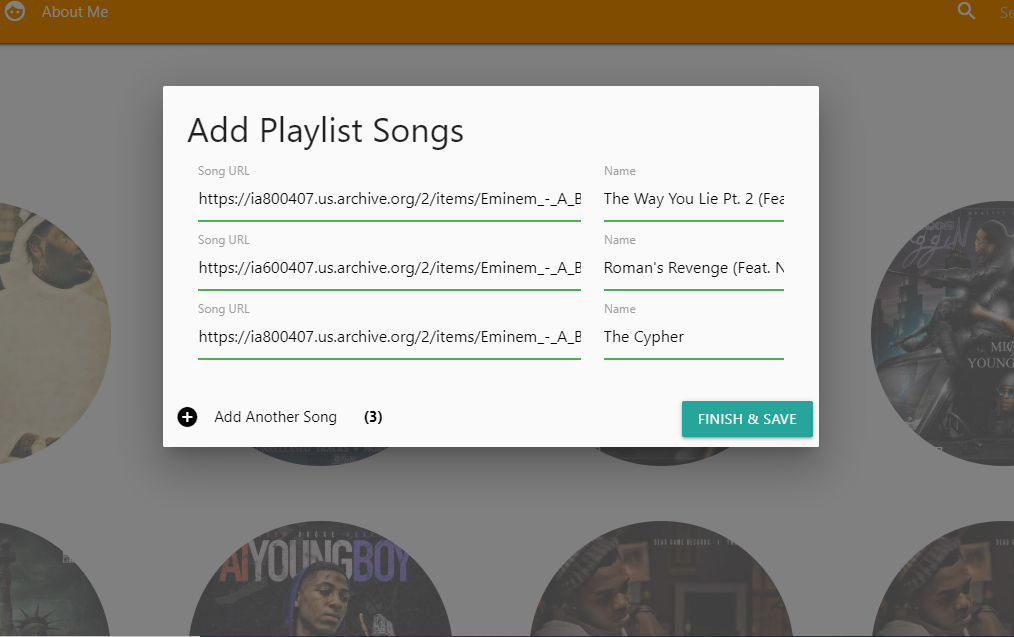 About Me
Se
Add Playlist Songs
Song URL
Name
https://ia800407.us.archive.org/2/items/Eminem_-_A_B
The Way You Lie Pt. 2 (Fea
Song URL
Name
https://ia600407.us.archive.org/2/items/Eminem_-_A_B
Roman's Revenge (Feat. N
Song URL
Name
https://ia800407.us.archive.org/2/items/Eminem_-_A_B
The Cypher
Add Another Song (3)
FINISH & SAVE
YOUNG
AIYOUNGBOY